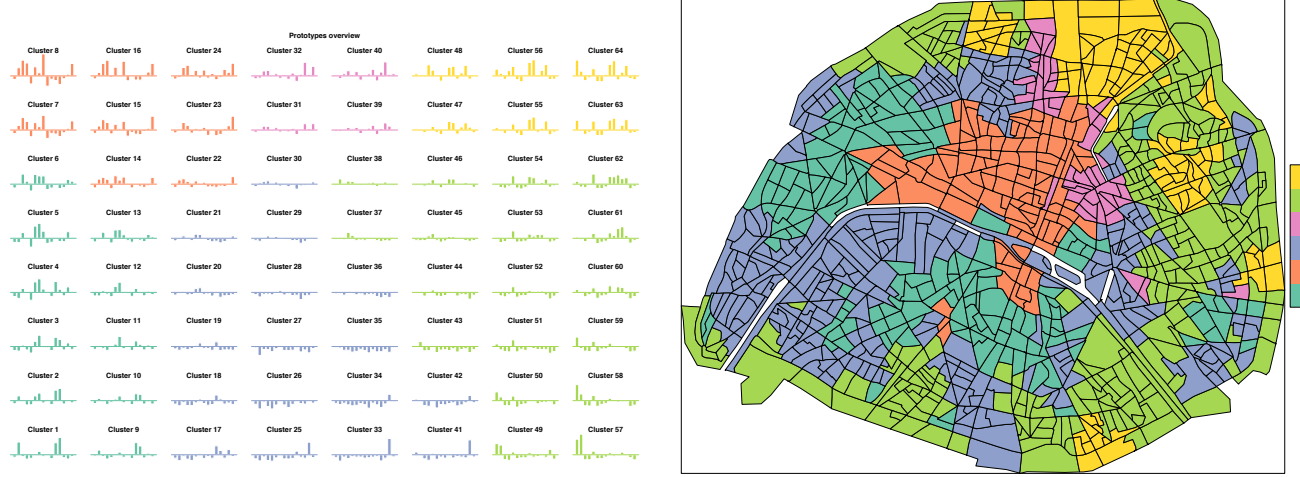 Prototypes overview
Cluster 8 Cluster 16 Cluster 24 Cluster 32 Cluster 40 Cluster 48 Cluster 56 Cluster 64
Cluster 7 Cluster 15 Cluster 23 Cluster 31 Cluster 39 Cluster 47 Cluster 55 Cluster 63
Cluster 6 Cluster 14 Cluster 22 Cluster 30 Cluster 38 Cluster 46 Cluster 54 Cluster 62
Cluster 5 Cluster 13 Cluster 21 Cluster 29 Cluster 37 Cluster 45 Cluster 53 Cluster 61
Cluster 4 Cluster 12 Cluster 20 Cluster 28 Cluster 36 Cluster 44 Cluster 52 Cluster 60
Cluster 3 Cluster 11 Cluster 19 Cluster 27 Cluster 35 Cluster 43 Cluster 51 Cluster 59
Cluster 2 Cluster 10 Cluster 18 Cluster 26 Cluster 34 Cluster 42 Cluster 50 Cluster 58
Cluster 1 Cluster 9 Cluster 17 Cluster 25 Cluster 33 Cluster 41 Cluster 49 Cluster 57